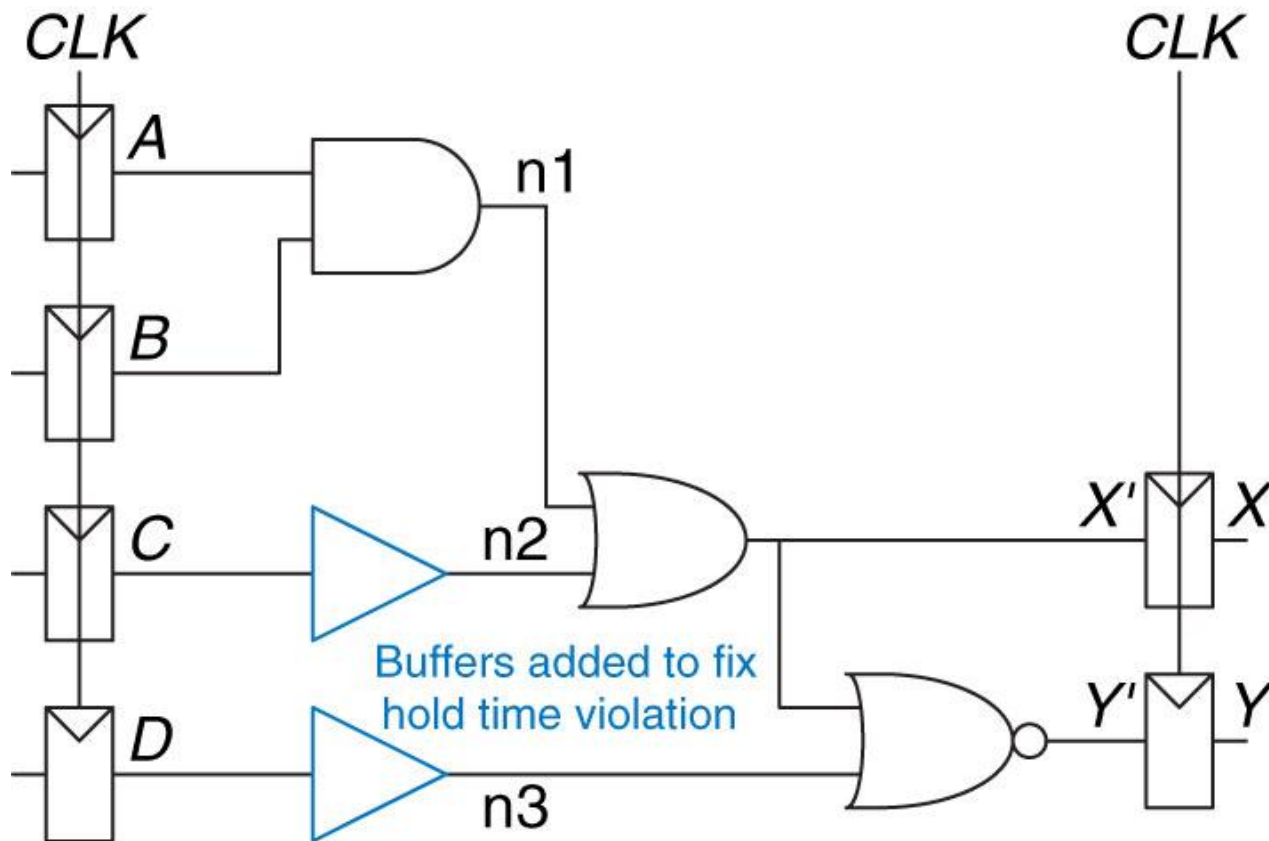 CLK
CLK
A
n1
B
C
n2
X'
X
Buffers added to fix
hold time violation
D
Y'
Y
n3